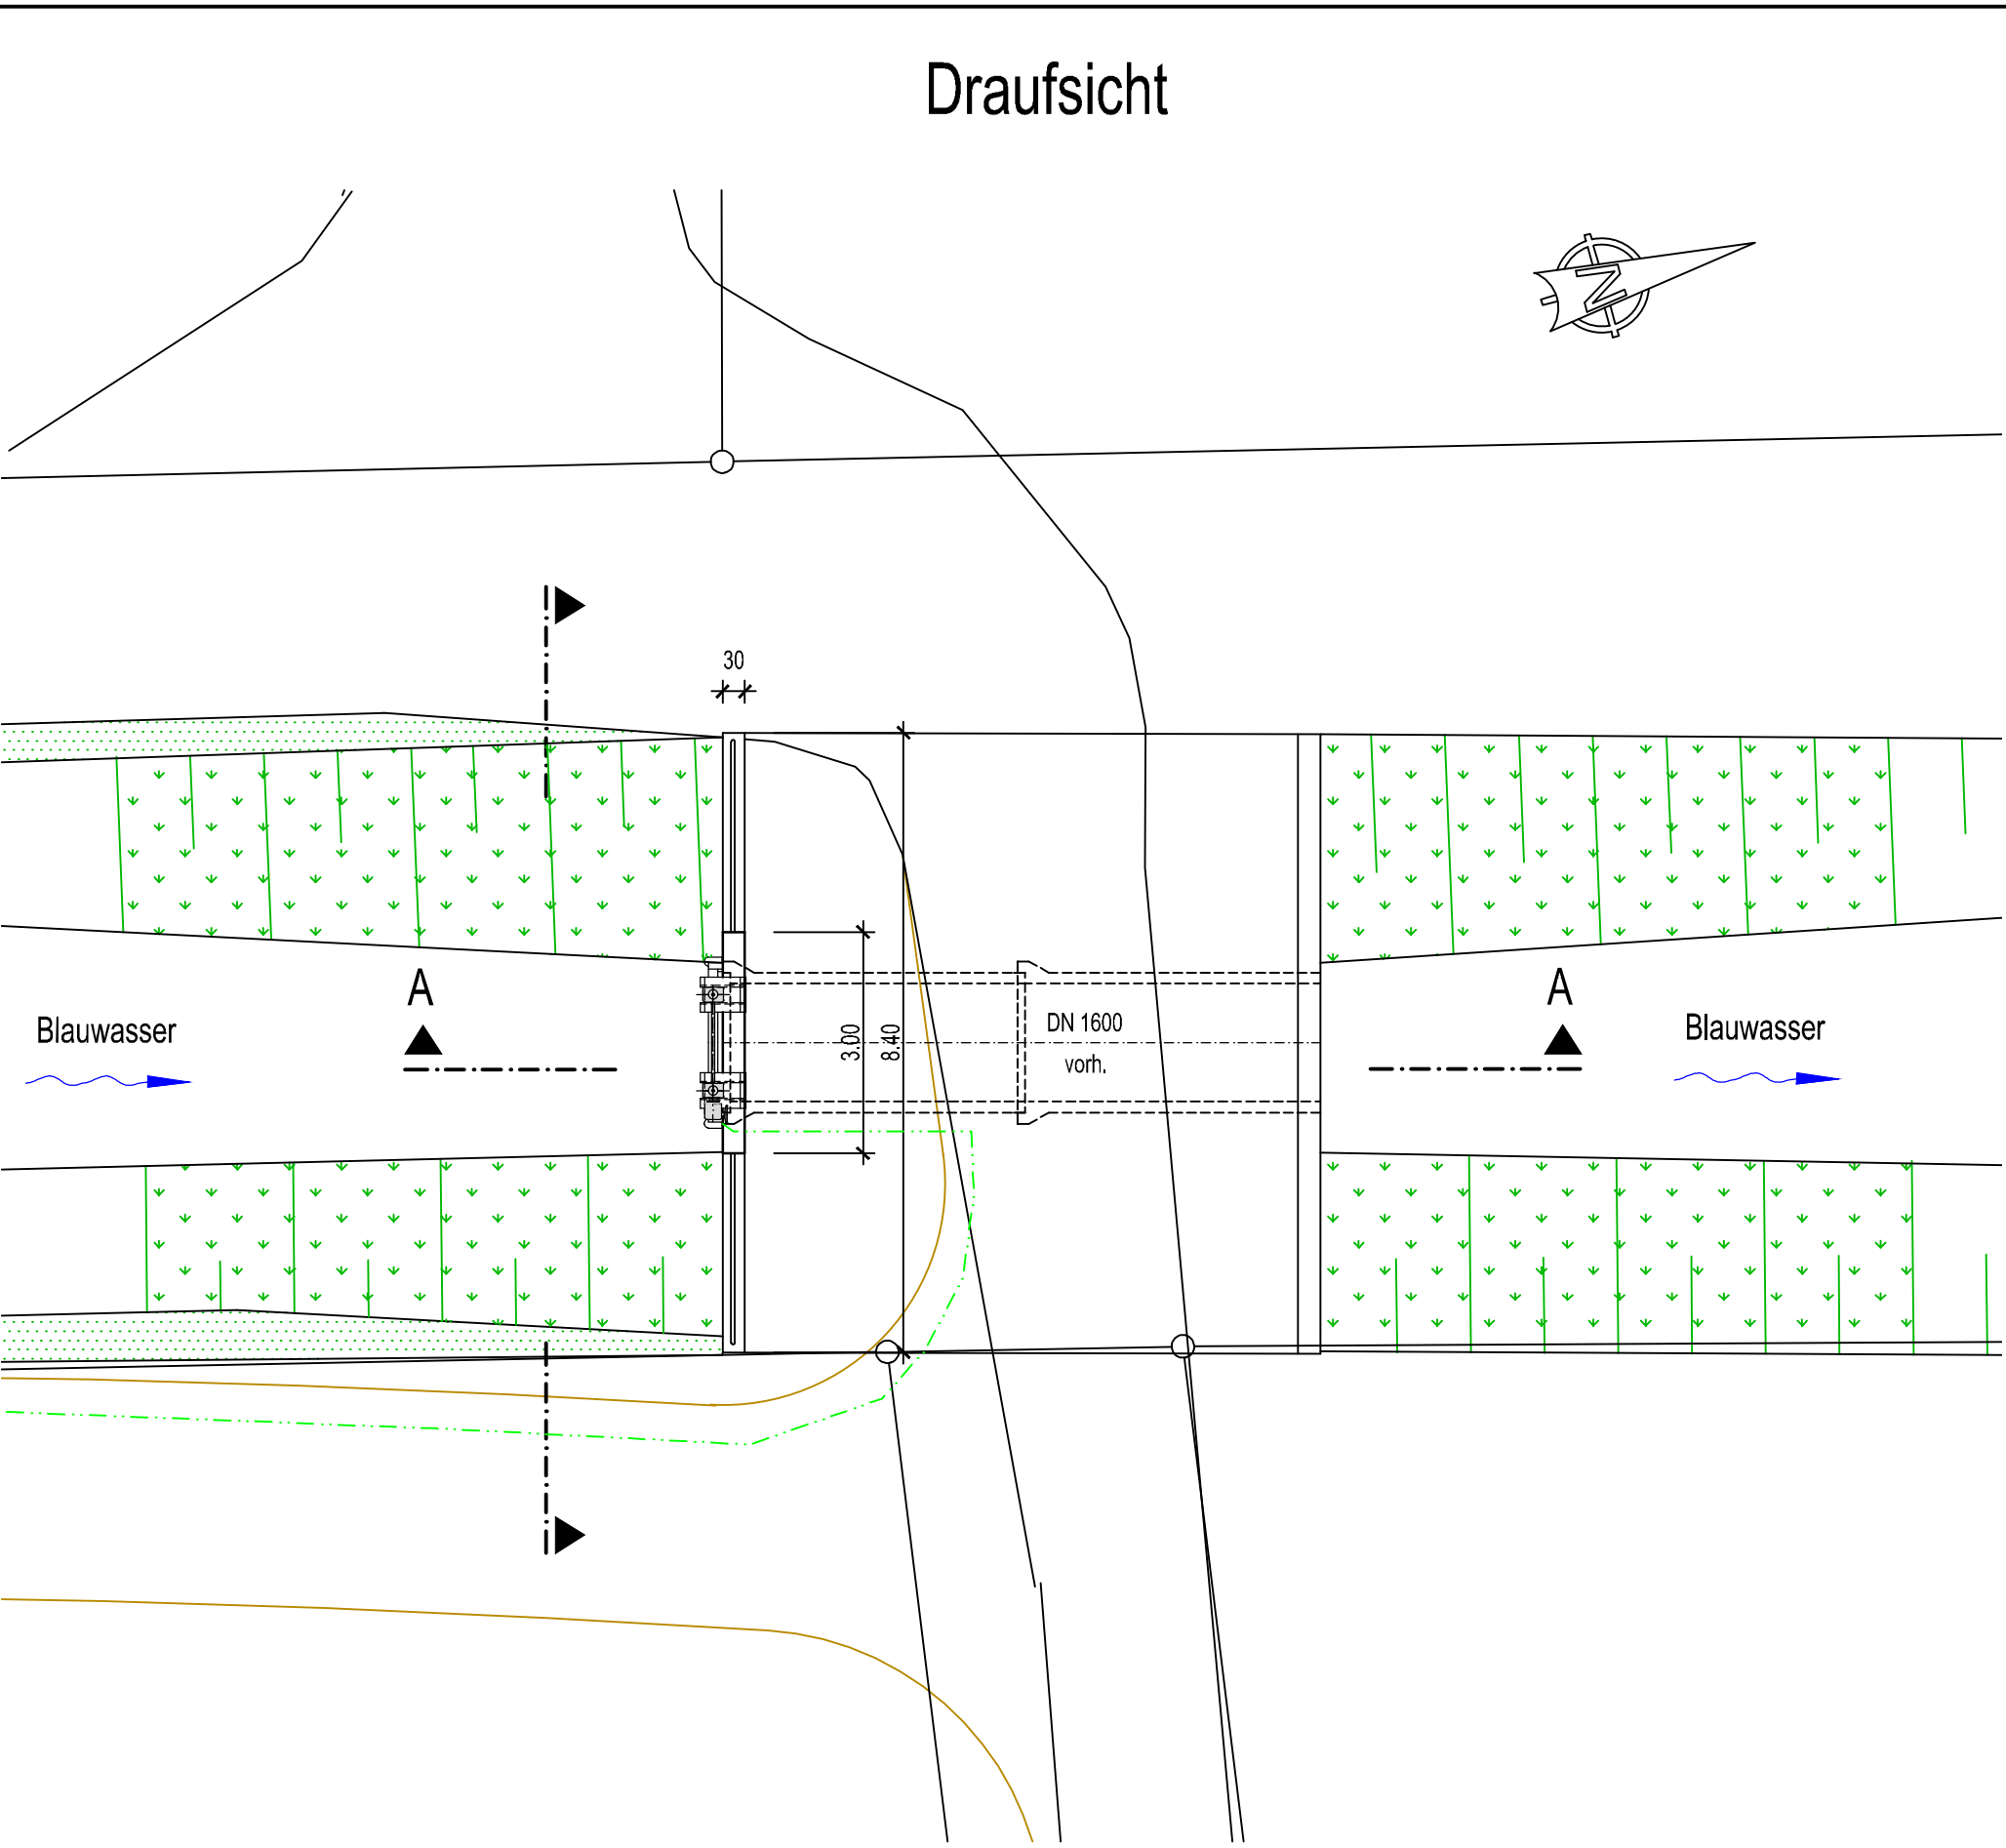 Draufsicht
N
30
A
A
Blauwasser
3.00
8.40
DN 1600
vorh.
Blauwasser